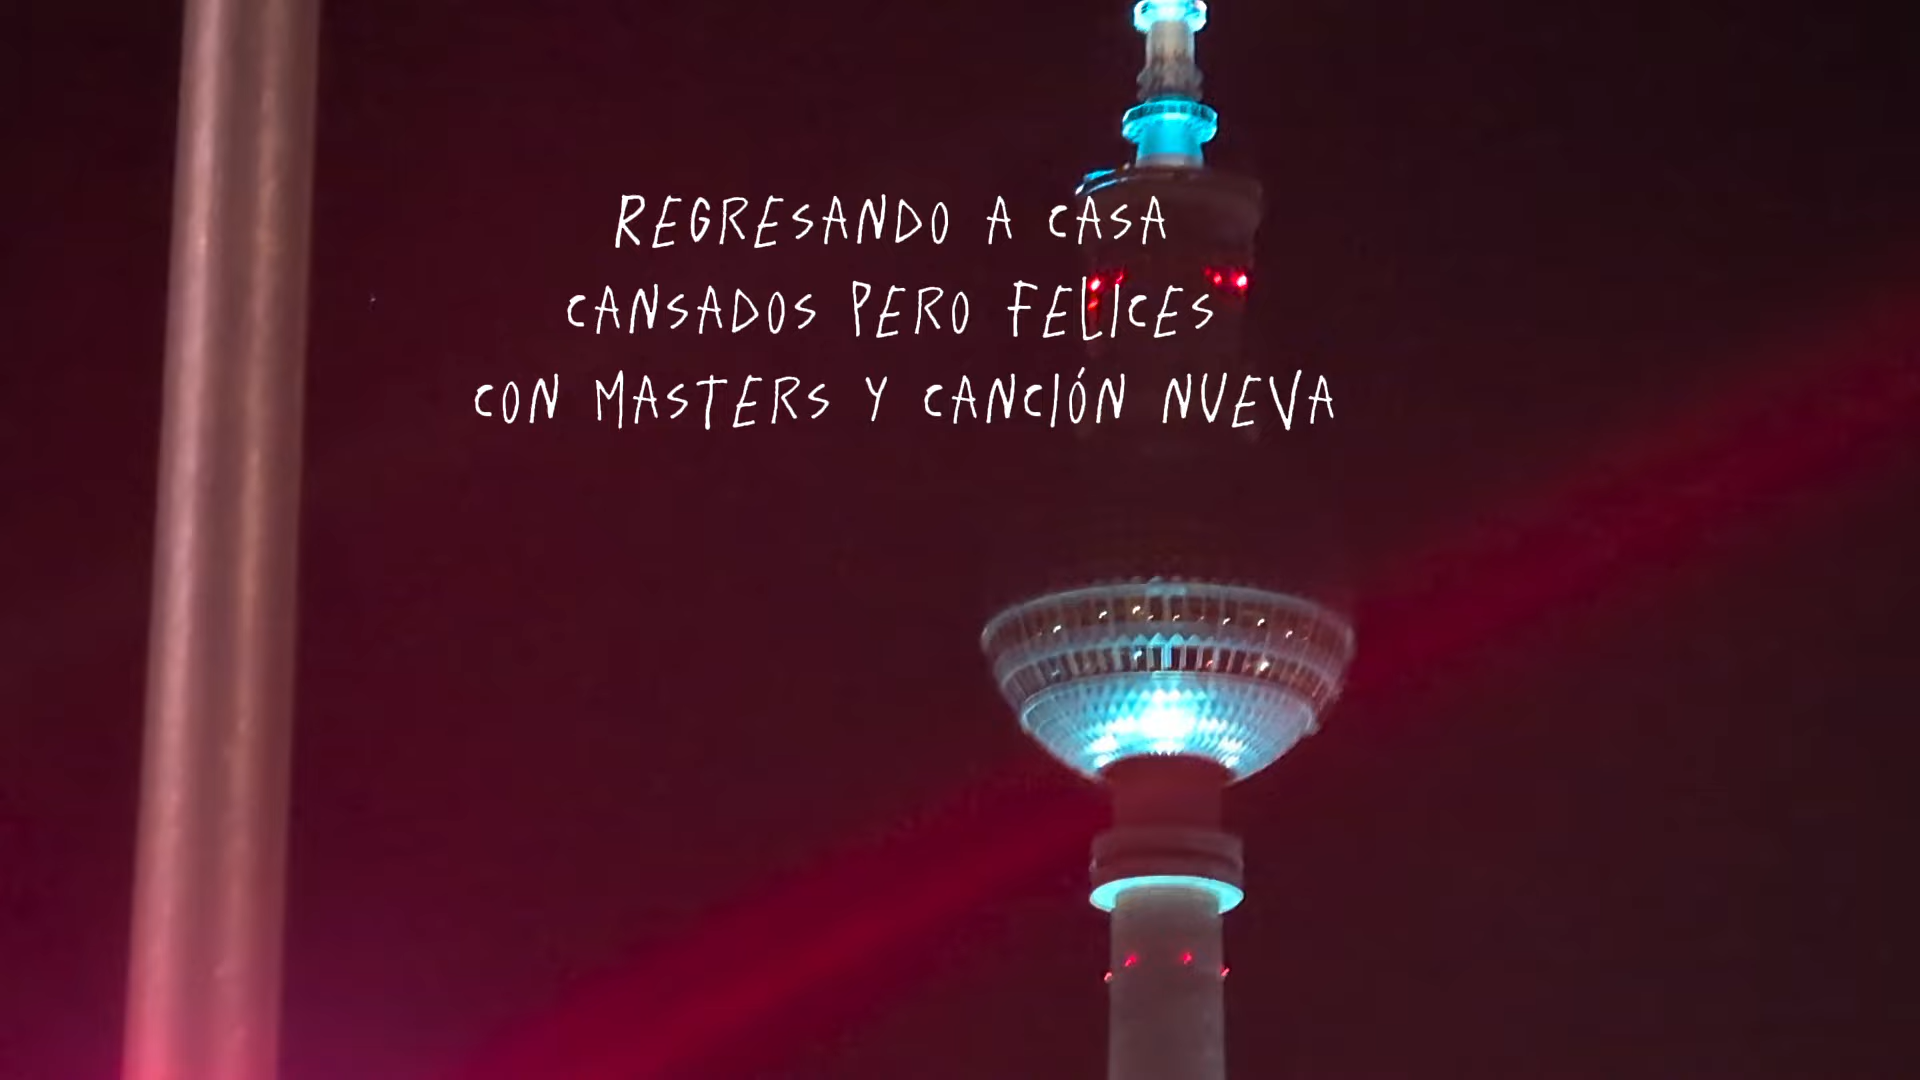 REGRESANDO A CASA
CANSADOS PERO FELICES
CON MASTERS Y CANCIÓN NUEVA